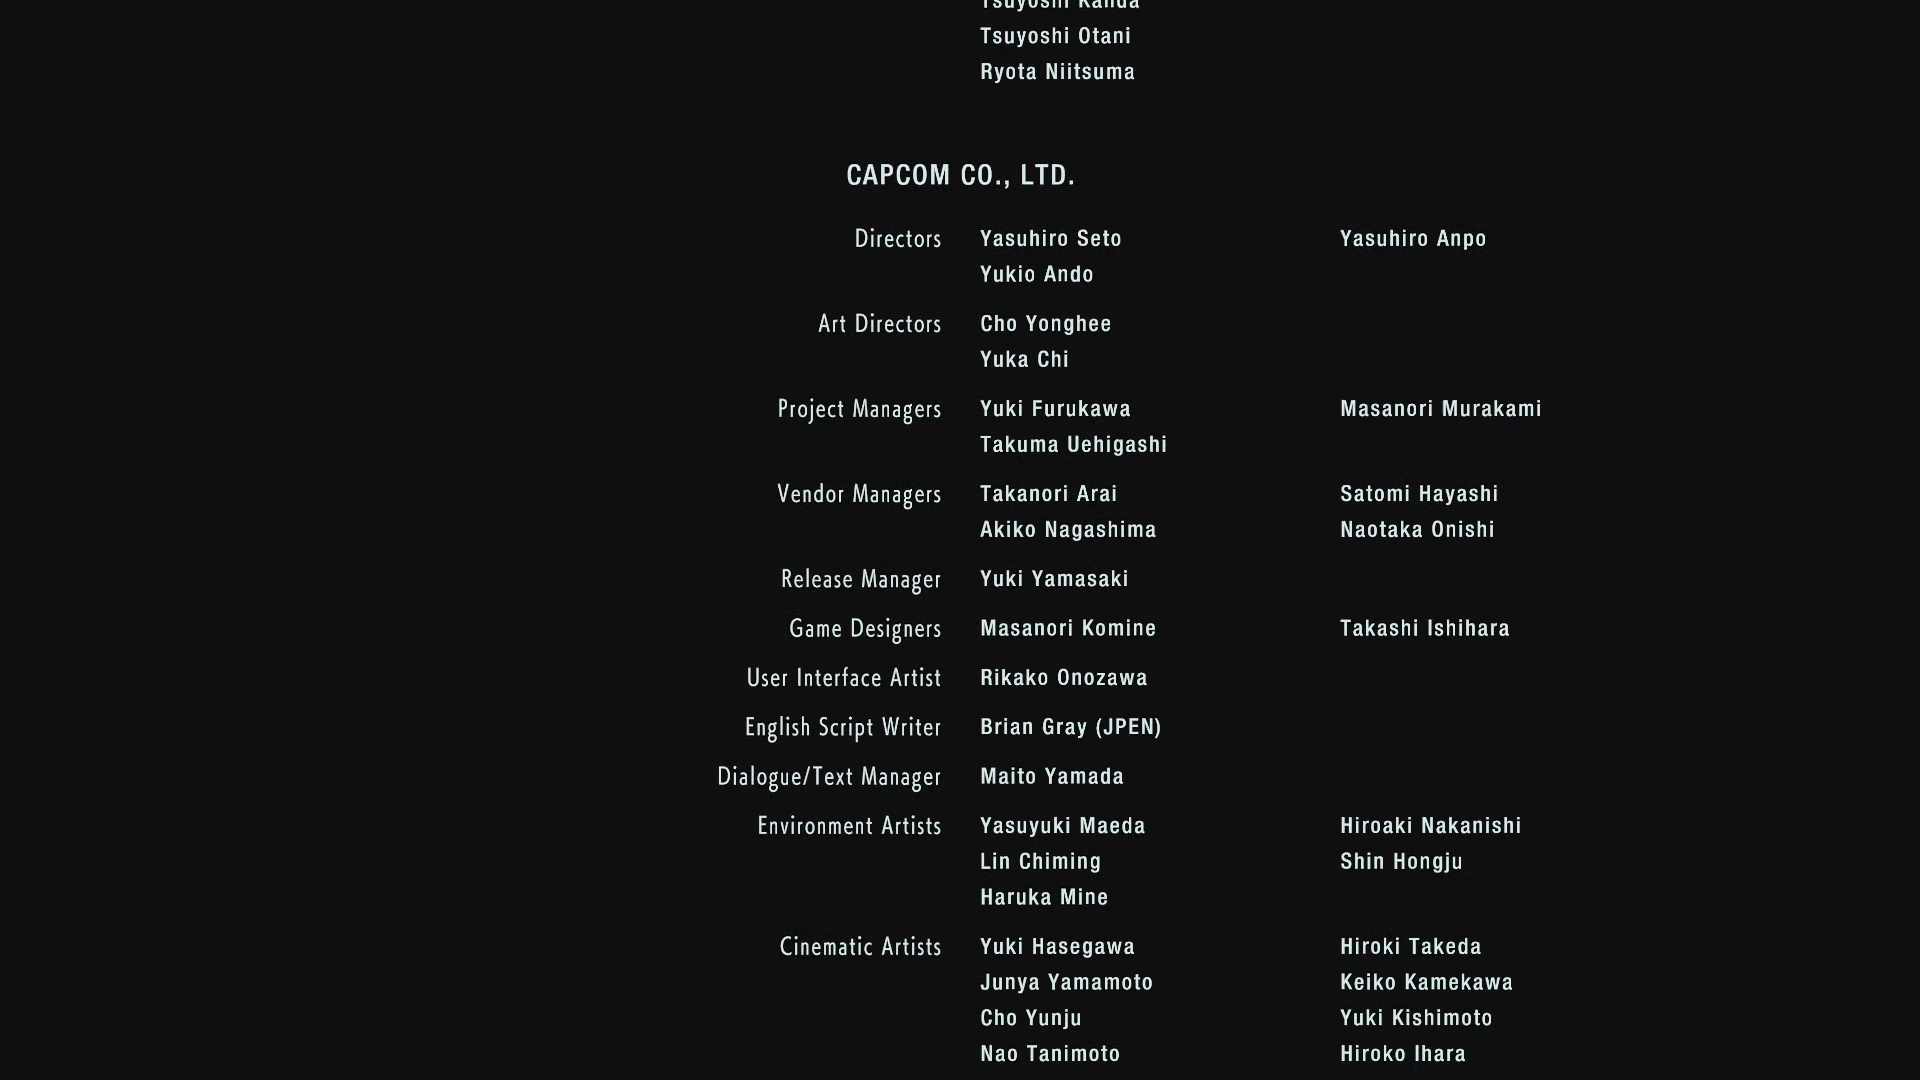 Tsuyoshi Kanda
Tsuyoshi Otani
Ryota Niitsuma
CAPCOM CO., LTD.
Directors Yasuhiro Seto Yasuhiro Anpo
Yukio Ando
Art Directors Cho Yonghee
Yuka Chi
Project Managers Yuki Furukawa Masanori Murakami
Takuma Uehigashi
Vendor Managers Takanori Arai Satomi Hayashi
Akiko Nagashima Naotaka Onishi
Release Manager Yuki Yamasaki
Game Designers Masanori Komine Takashi Ishihara
User Interface Artist Rikako Onozawa
English Script Writer Brian Gray (JPEN)
Dialogue/Text Manager Maito Yamada
Environment Artists Yasuyuki Maeda Hiroaki Nakanishi
Lin Chiming Shin Hongju
Haruka Mine
Cinematic Artists Yuki Hasegawa Hiroki Takeda
Junya Yamamoto Keiko Kamekawa
Cho Yunju Yuki Kishimoto
Nao Tanimoto Hiroko Ihara